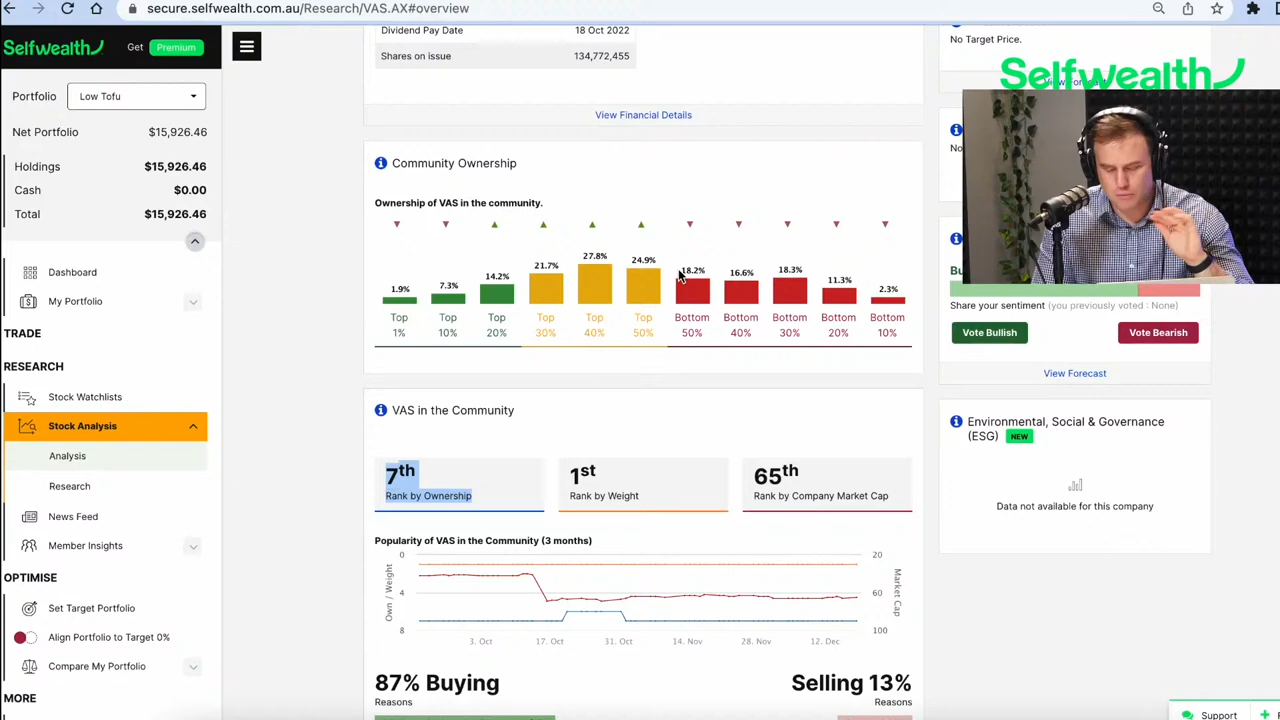 secure.selfwealth.com.au/Research/VAS.AX#overview
Selfwealth
Get Premium
Portfolio Low Tofu
Net Portfolio $15,926.46
Holdings $15,926.46
Cash $0.00
Total $15,926.46
Dashboard
My Portfolio
TRADE
RESEARCH
Stock Watchlists
Stock Analysis
Analysis
Research
News Feed
Member Insights
OPTIMISE
Set Target Portfolio
Align Portfolio to Target 0%
Compare My Portfolio
MORE
Dividend Pay Date 18 Oct 2022
Shares on issue 134,772,455
View Financial Details
Community Ownership
Ownership of VAS in the community.
1.9% 7.3% 14.2% 21.7% 27.8% 24.9% 18.2% 16.6% 18.3% 11.3% 2.3%
Top Top Top Top Top Top Bottom Bottom Bottom Bottom Bottom
1% 10% 20% 30% 40% 50% 50% 40% 30% 20% 10%
VAS in the Community
7th 1st 65th
Rank by Ownership Rank by Weight Rank by Company Market Cap
Popularity of VAS in the Community (3 months)
0 20
4 60
8 100
Own / Weight
Market Cap
3. Oct 17. Oct 31. Oct 14. Nov 28. Nov 12. Dec
87% Buying Selling 13%
Reasons Reasons
No Target Price.
Selfwealth
No
Bu
Share your sentiment (you previously voted : None)
Vote Bullish Vote Bearish
View Forecast
Environmental, Social & Governance
(ESG) NEW
Data not available for this company
Support